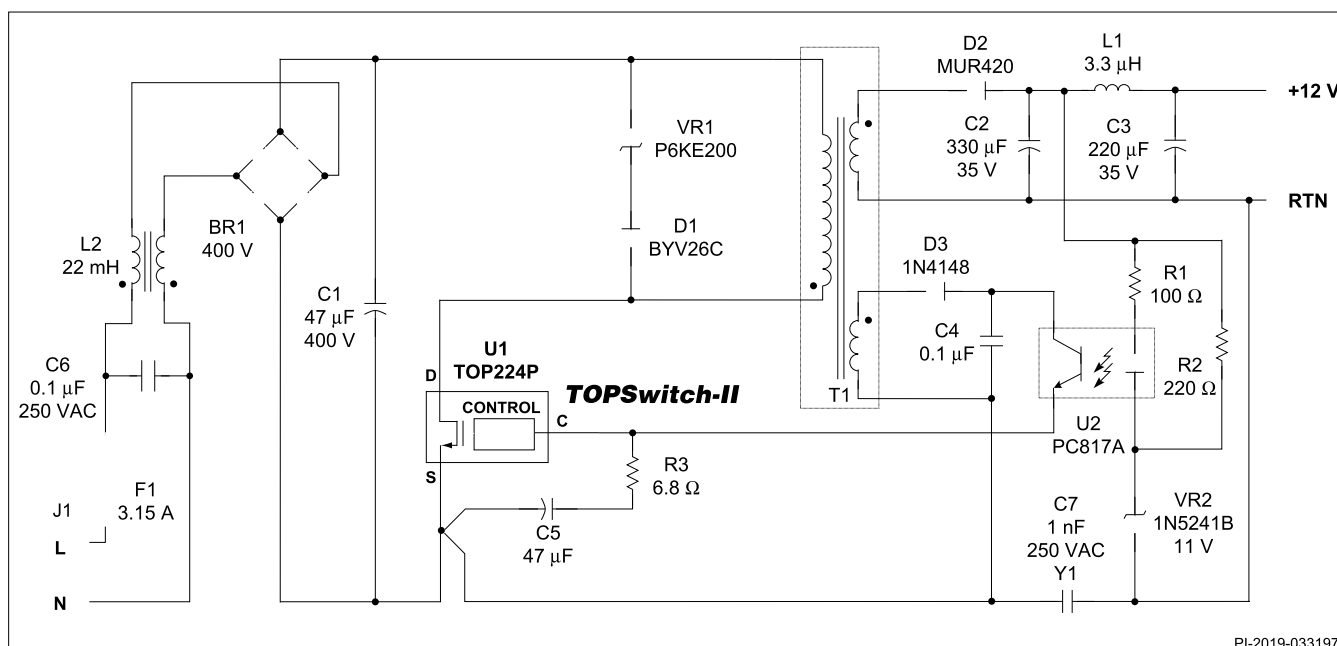 D2
MUR420
L1
3.3 µH
+12 V
C2
330 µF
35 V
C3
220 µF
35 V
RTN
VR1
P6KE200
D1
BYV26C
BR1
400 V
L2
22 mH
C1
47 µF
400 V
D3
1N4148
R1
100 Ω
C4
0.1 µF
R2
220 Ω
U1
TOP224P
C6
0.1 µF
250 VAC
D
TOPSwitch-II
T1
CONTROL
C
U2
PC817A
S
R3
6.8 Ω
F1
3.15 A
J1
L
C5
47 µF
C7
1 nF
250 VAC
Y1
VR2
1N5241B
11 V
N
PI-2019-033197